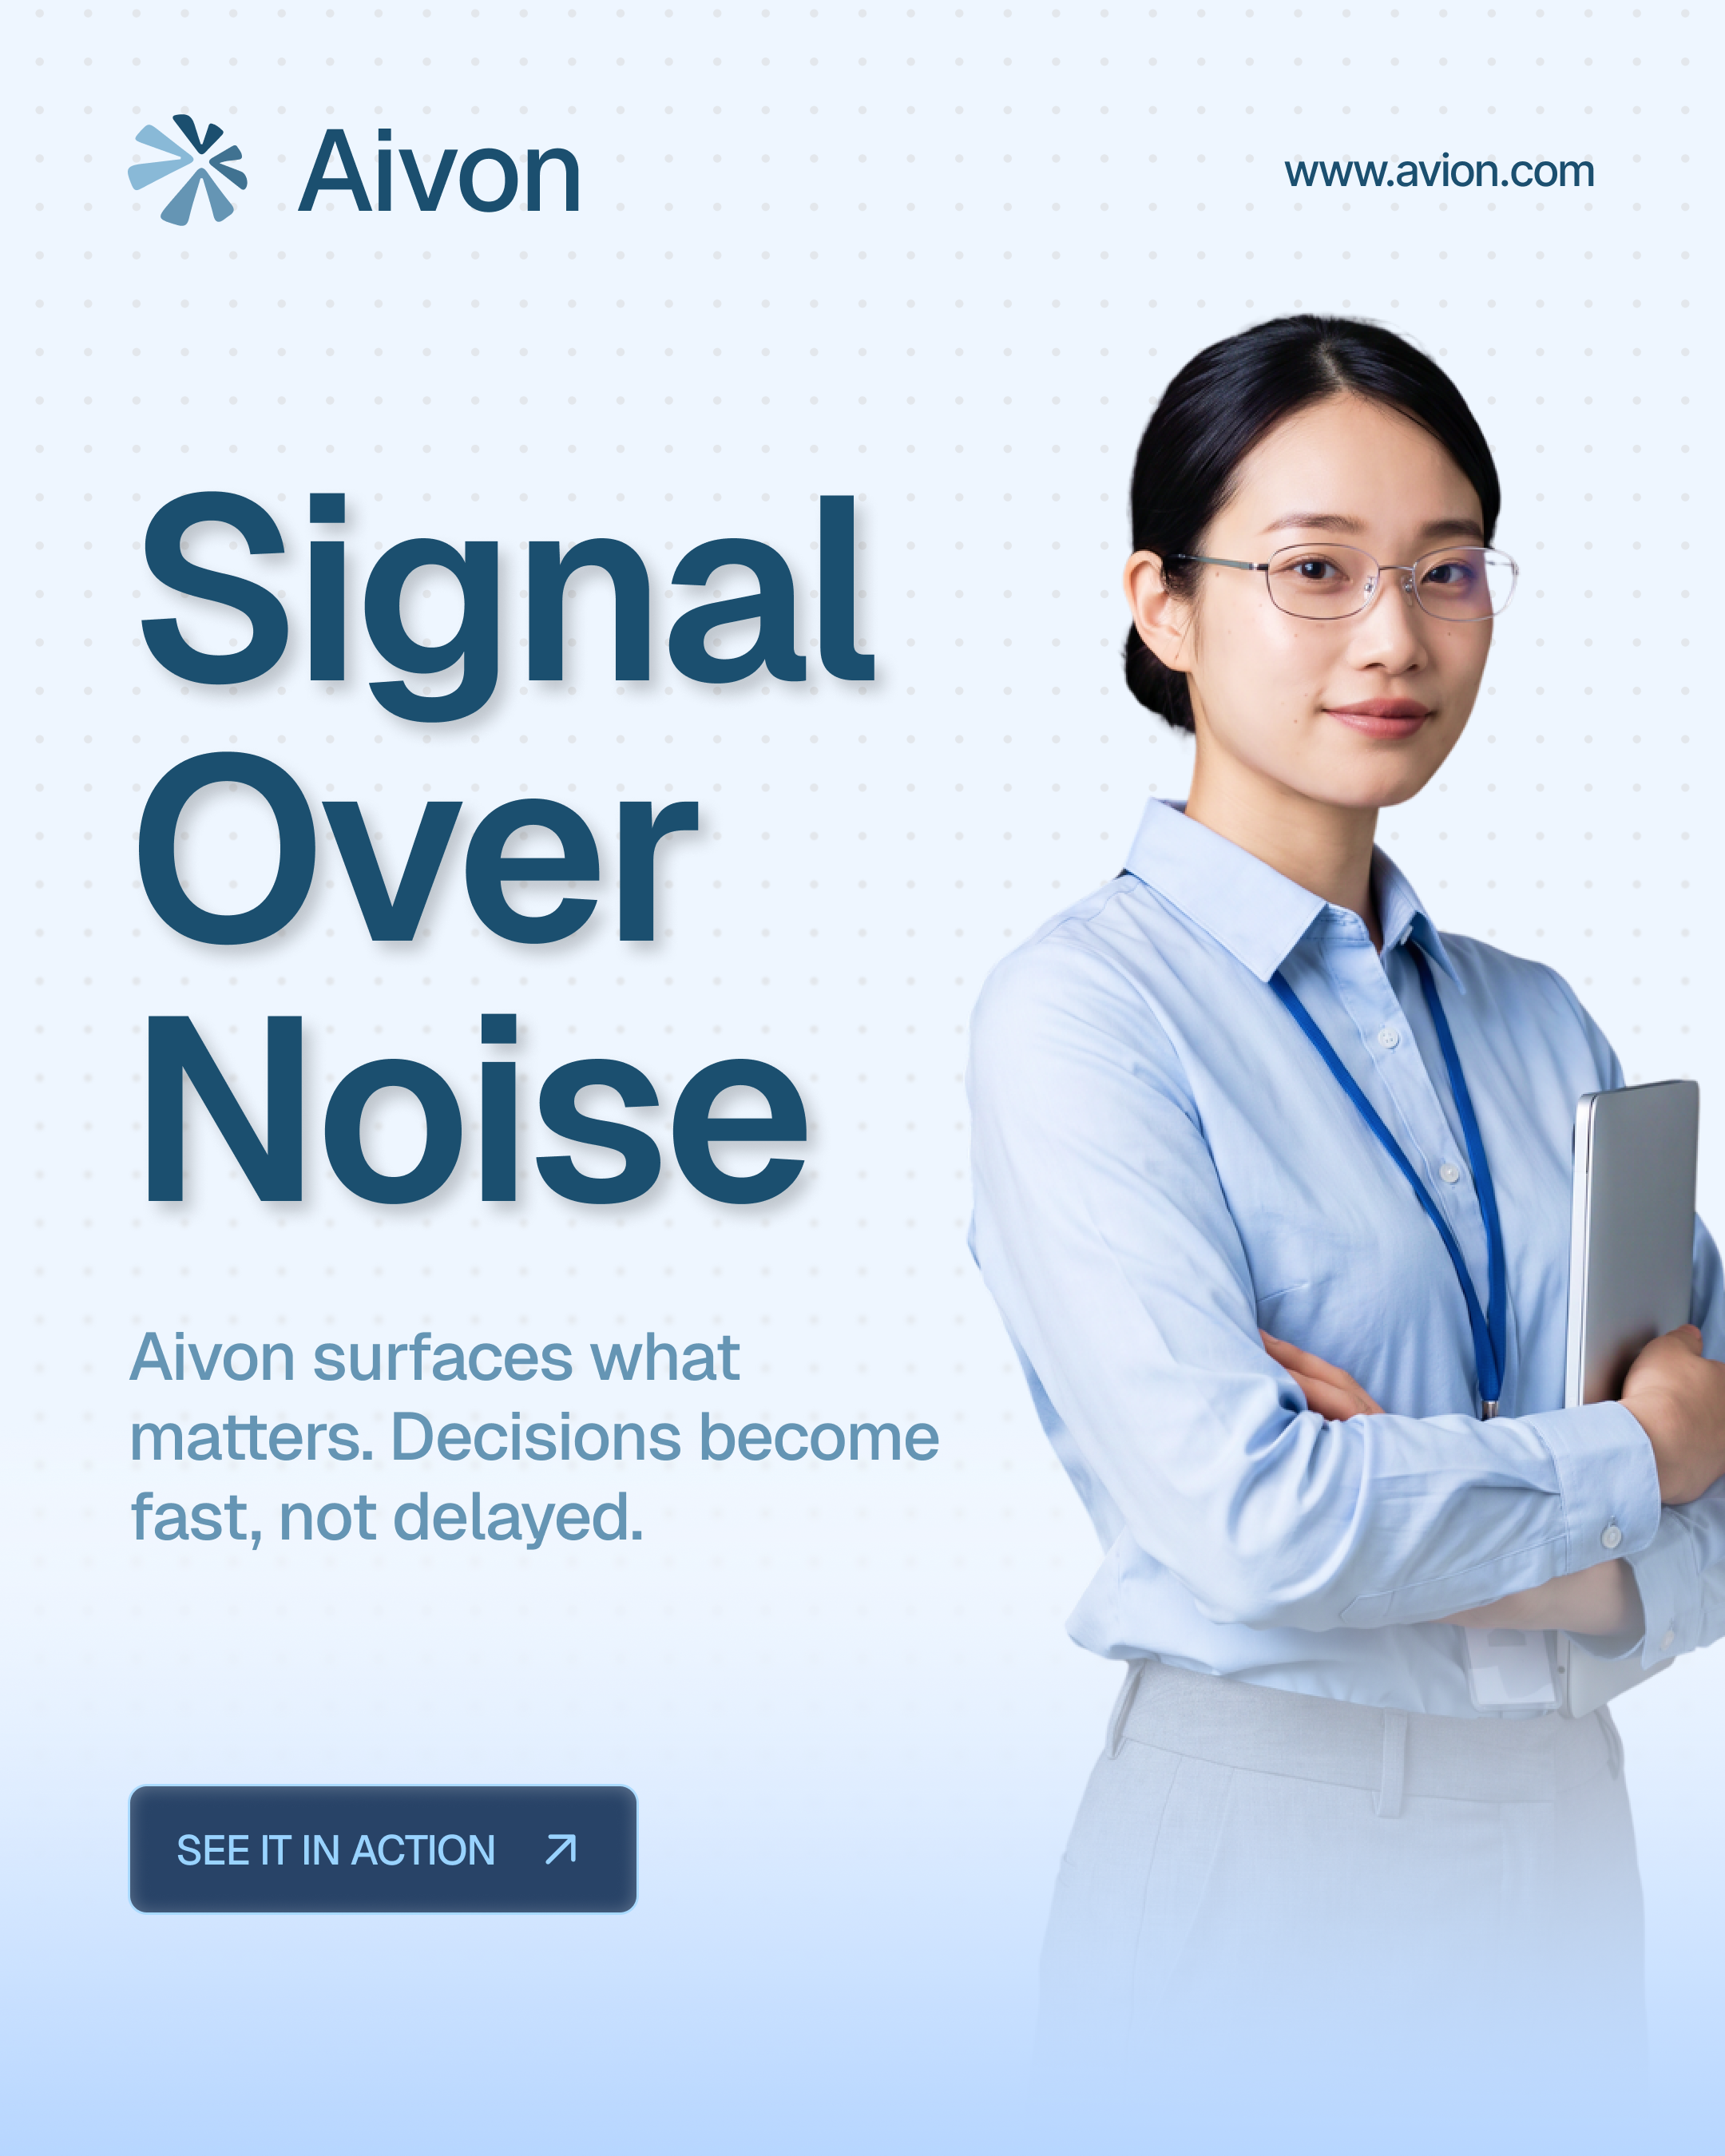 Aivon
www.avion.com
Signal
Over
Noise
Aivon surfaces what
matters. Decisions become
fast, not delayed.
SEE IT IN ACTION